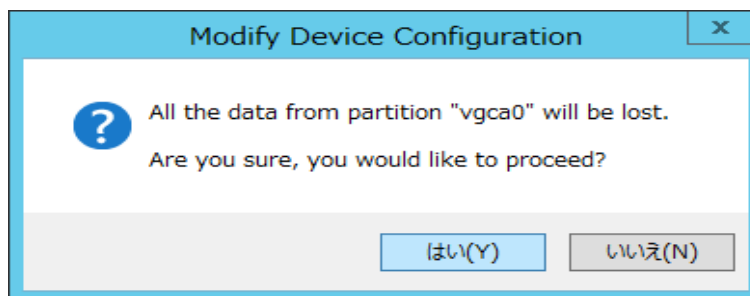 Modify Device Configuration
x
All the data from partition "vgca0" will be lost.
Are you sure, you would like to proceed?
はい(Y)
いいえ(N)